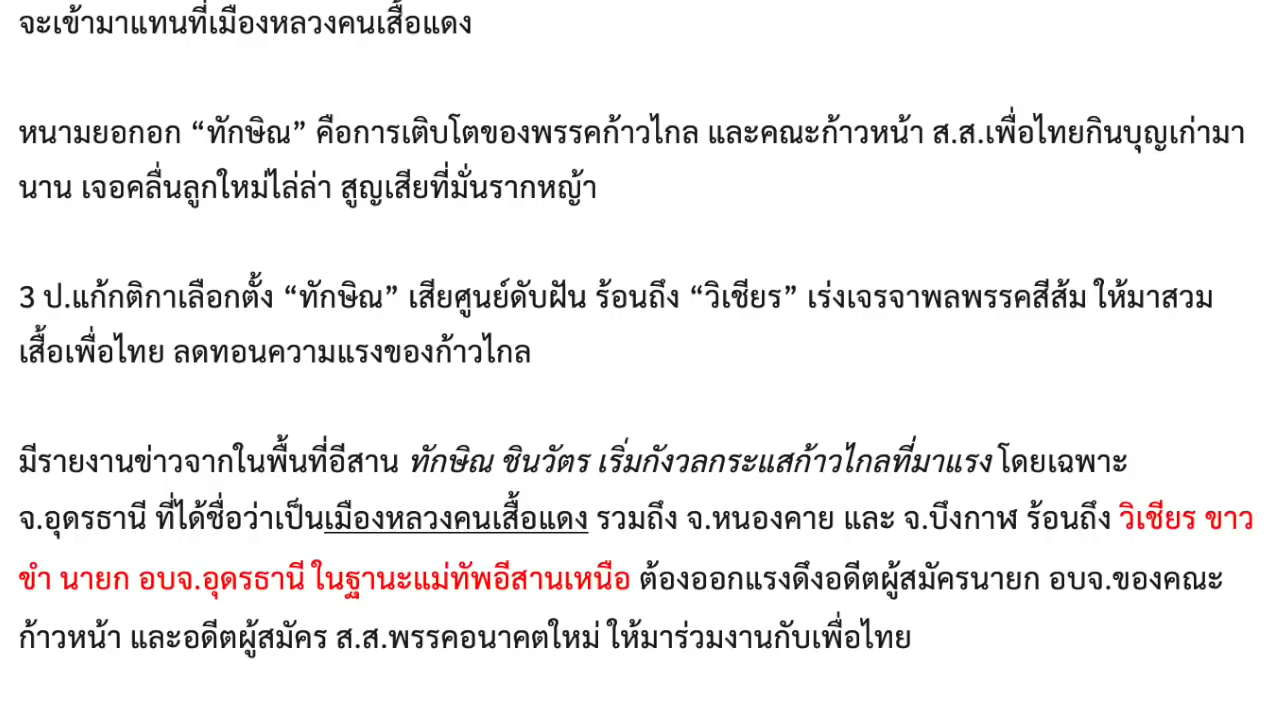 จะเข้ามาแทนที่เมืองหลวงคนเสื้อแดง
หนามยอกอก “ทักษิณ” คือการเติบโตของพรรคก้าวไกล และคณะก้าวหน้า ส.ส.เพื่อไทยกินบุญเก่ามา
นาน เจอคลื่นลูกใหม่ไล่ล่า สูญเสียที่มั่นรากหญ้า
3 ป.แก้กติกาเลือกตั้ง “ทักษิณ” เสียศูนย์ดับฝัน ร้อนถึง “วิเชียร” เร่งเจรจาพลพรรคสีส้ม ให้มาสวม
เสื้อเพื่อไทย ลดทอนความแรงของก้าวไกล
มีรายงานข่าวจากในพื้นที่อีสาน ทักษิณ ชินวัตร เริ่มกังวลกระแสก้าวไกลที่มาแรง โดยเฉพาะ
จ.อุดรธานี ที่ได้ชื่อว่าเป็นเมืองหลวงคนเสื้อแดง รวมถึง จ.หนองคาย และ จ.บึงกาฬ ร้อนถึง วิเชียร ขาว
ขำ นายก อบจ.อุดรธานี ในฐานะแม่ทัพอีสานเหนือ ต้องออกแรงดึงอดีตผู้สมัครนายก อบจ.ของคณะ
ก้าวหน้า และอดีตผู้สมัคร ส.ส.พรรคอนาคตใหม่ ให้มาร่วมงานกับเพื่อไทย